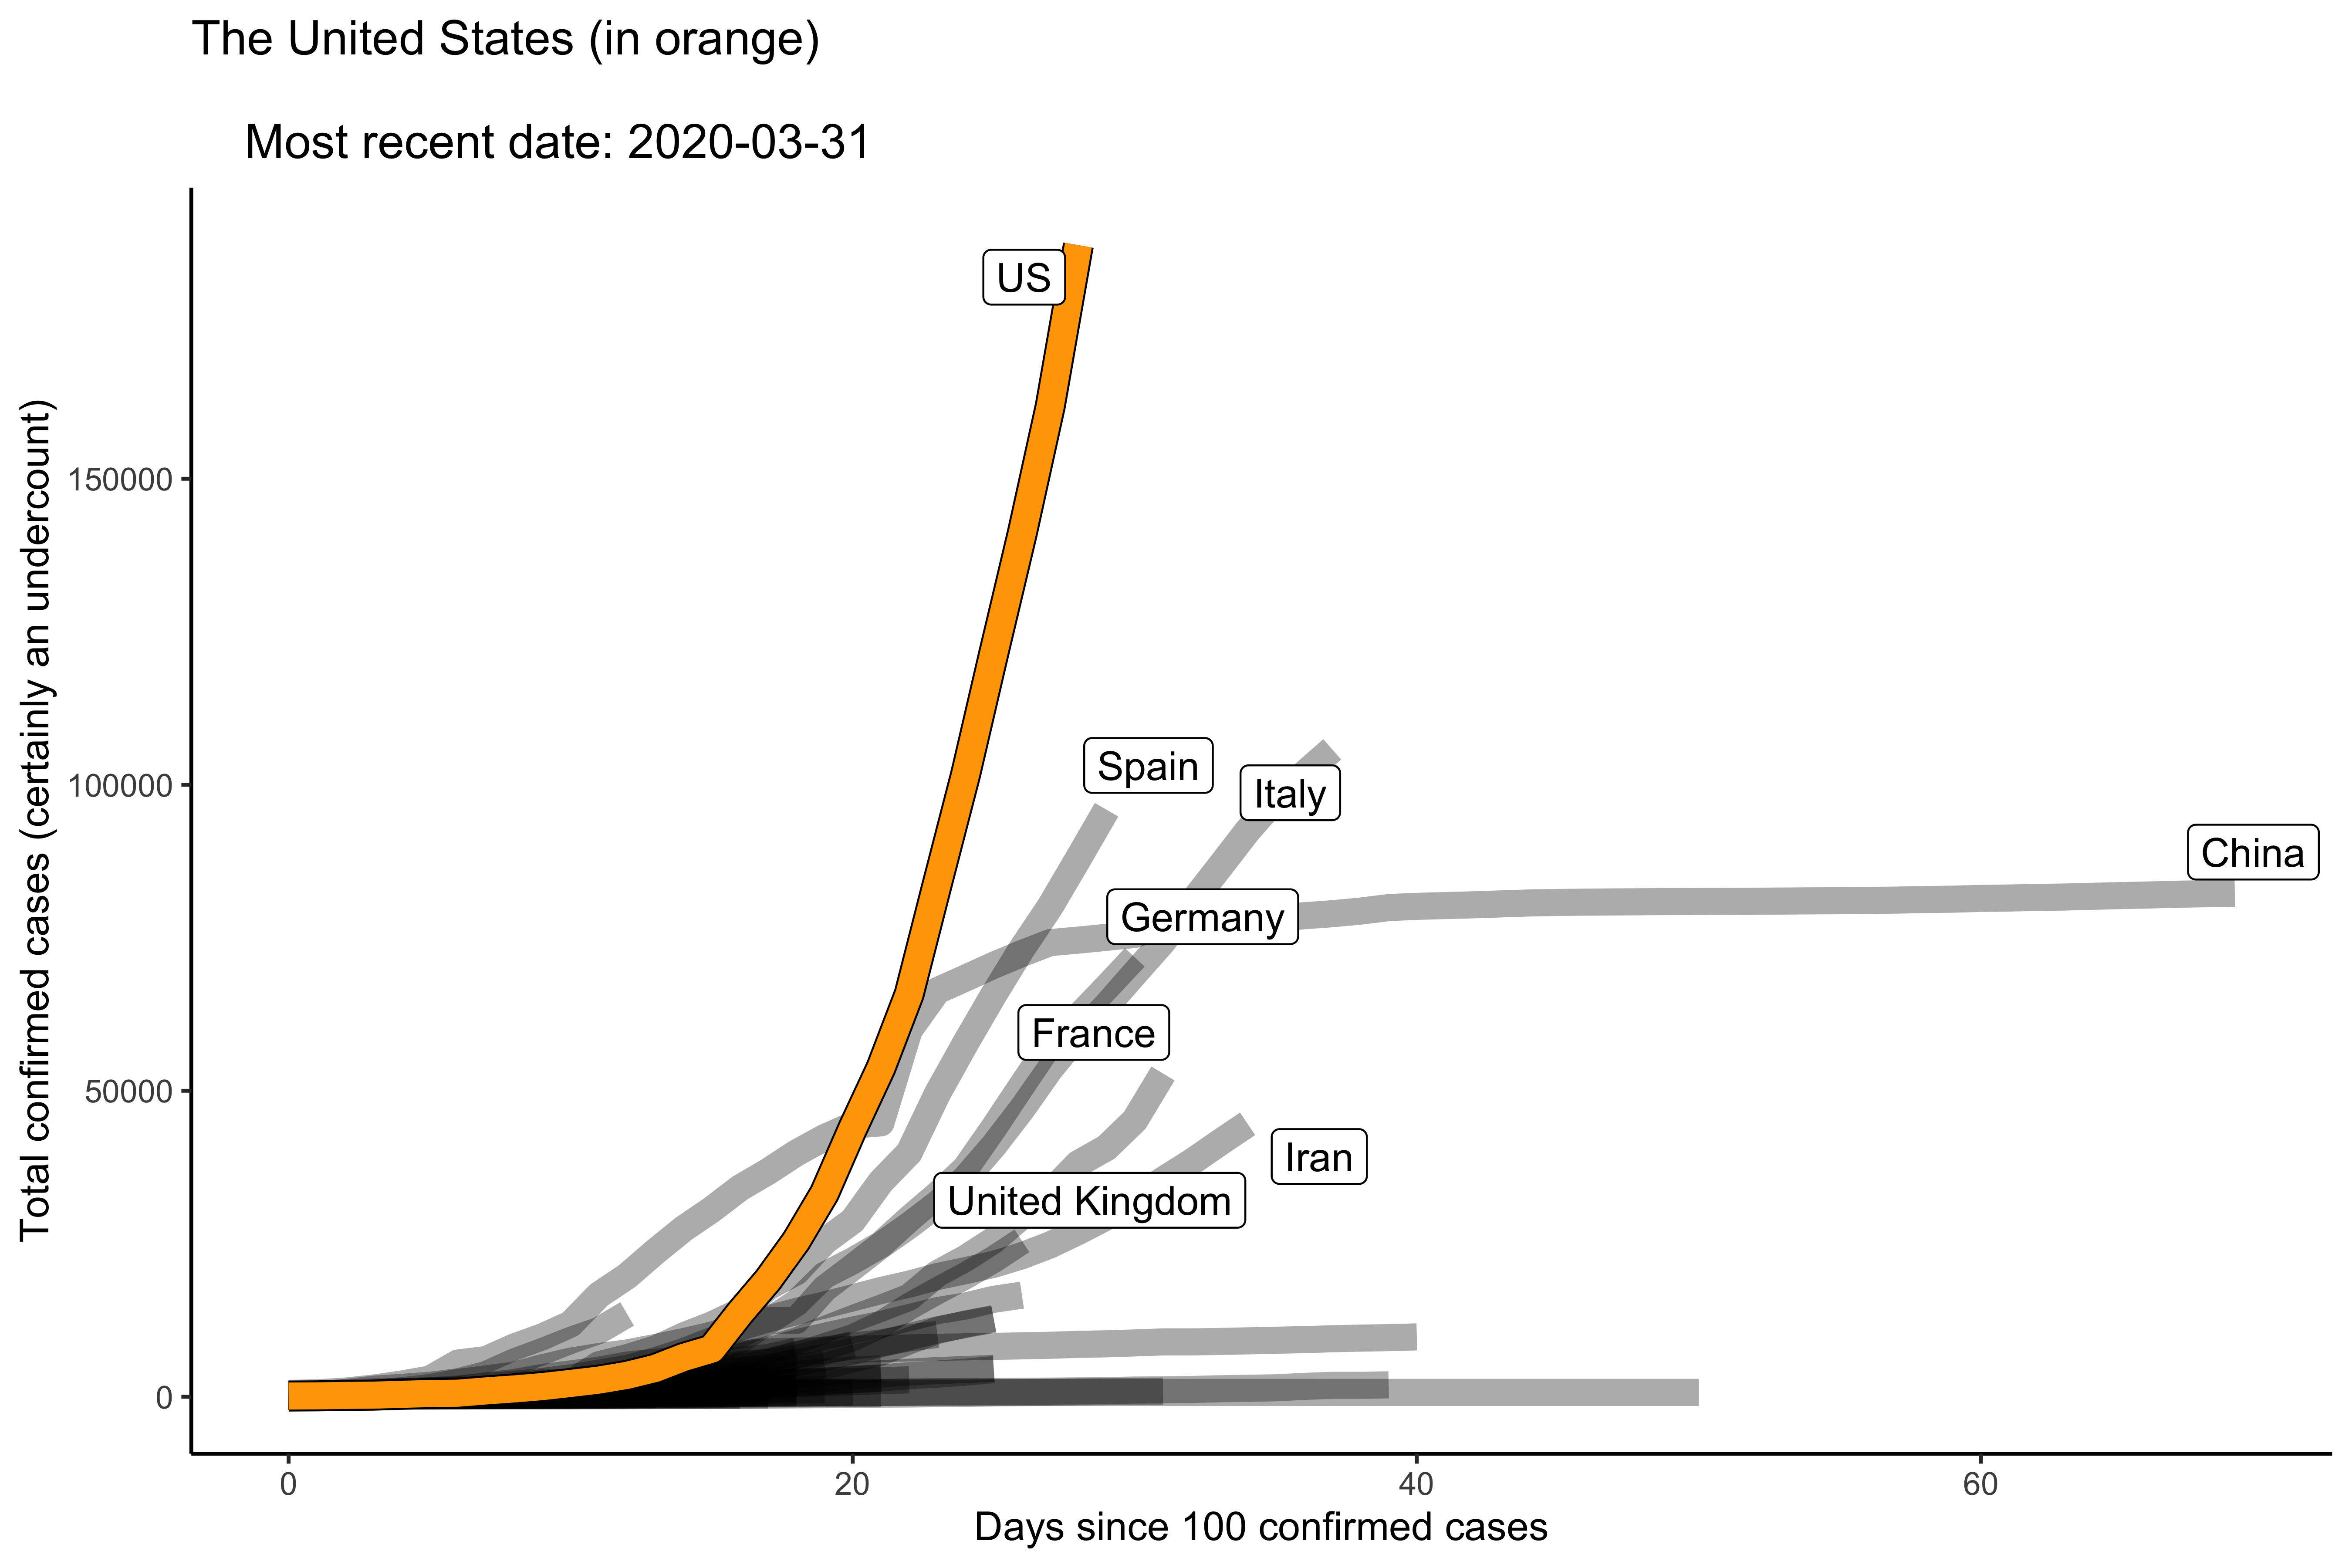 The United States (in orange)
Most recent date: 2020-03-31
Total confirmed cases (certainly an undercount)
150000
100000
50000
0
US
Spain
Italy
China
Germany
France
Iran
United Kingdom
0 20 40 60
Days since 100 confirmed cases